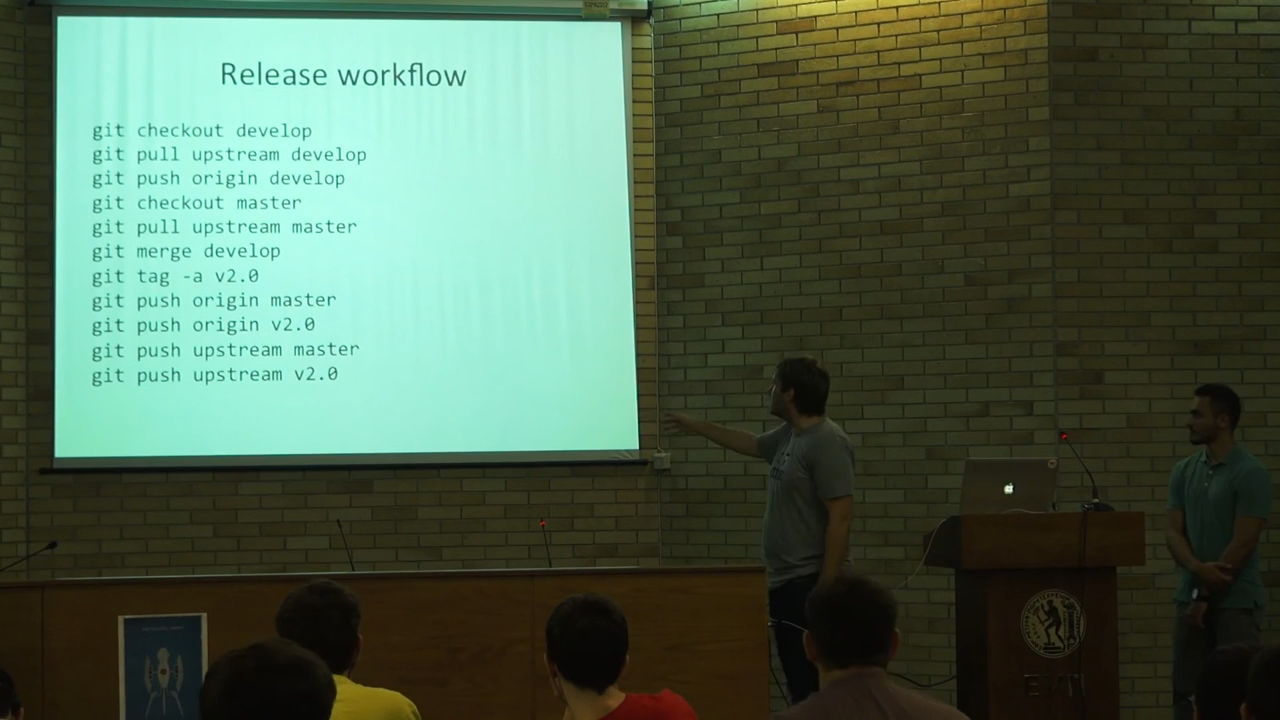 Release workflow
git checkout develop
git pull upstream develop
git push origin develop
git checkout master
git pull upstream master
git merge develop
git tag -a v2.0
git push origin master
git push origin v2.0
git push upstream master
git push upstream v2.0